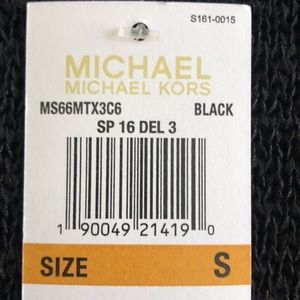 S161-0015
MICHAEL
MICHAEL KORS
MS66MTX3C6 BLACK
SP 16 DEL 3
1 90049 21419 0
SIZE S